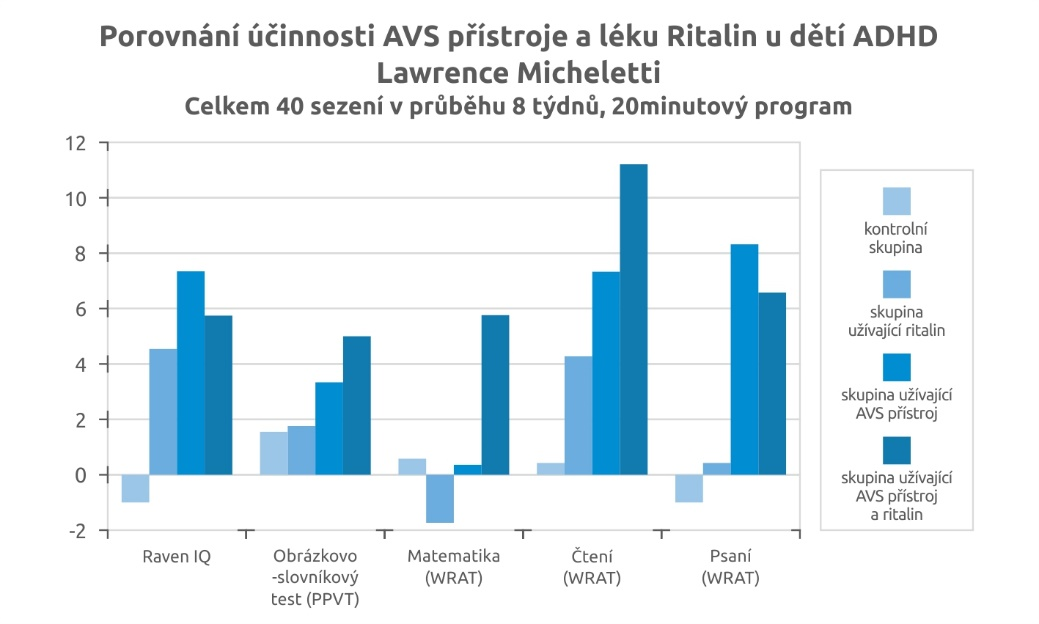 Porovnání účinnosti AVS přístroje a léku Ritalin u dětí ADHD
Lawrence Micheletti
Celkem 40 sezení v průběhu 8 týdnů, 20minutový program
12
10
8
6
4
2
0
-2
Raven IQ
Obrázkovo
-slovníkový
test (PPVT)
Matematika
(WRAT)
Čtení
(WRAT)
Psaní
(WRAT)
kontrolní
skupina
skupina
užívající ritalin
skupina užívající
AVS přístroj
skupina užívající
AVS přístroj
a ritalin